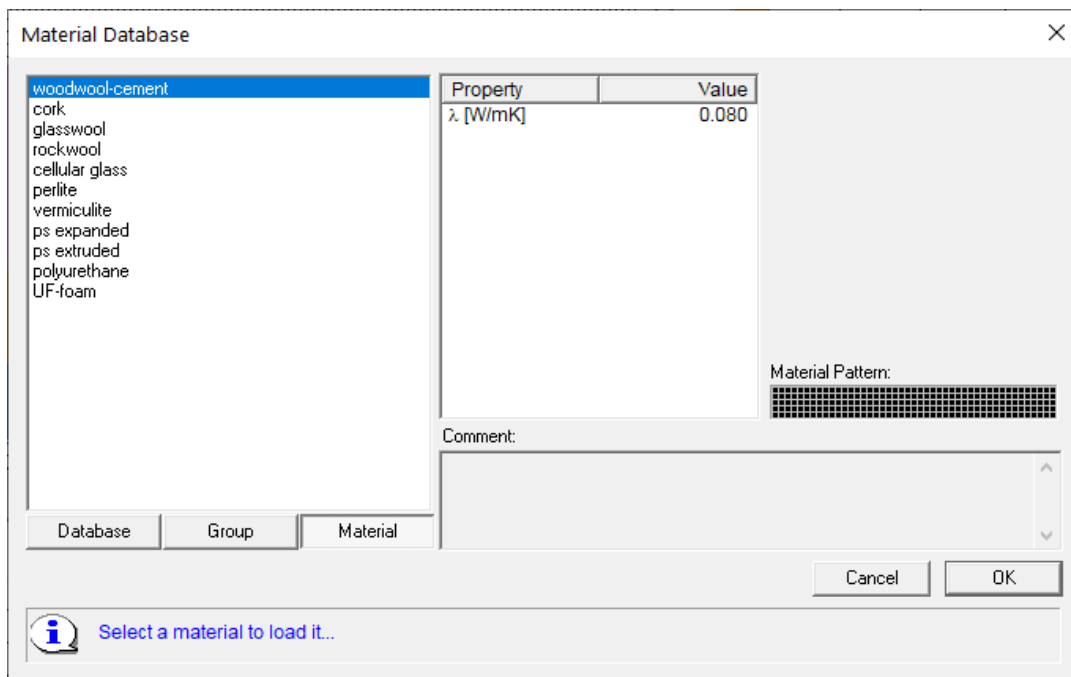 Material Database
woodwool-cement
cork
glasswool
rockwool
cellular glass
perlite
vermiculite
ps expanded
ps extruded
polyurethane
UF-foam
Property Value
λ [W/mK] 0.080
Material Pattern:
Comment:
Database Group Material
Cancel OK
Select a material to load it...